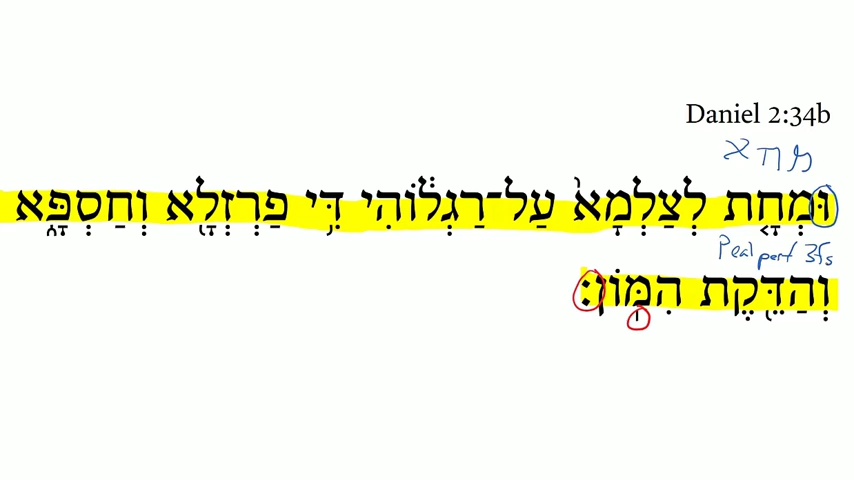 Daniel 2:34b
מחא
וּמְחָ֤ת לְצַלְמָא֙ עַל־רַגְל֔וֹהִי דִּ֥י פַרְזְלָ֖א וְחַסְפָּ֑א
Peal perf 3fs
וְהַדֵּ֖קֶת הִמּֽוֹן׃